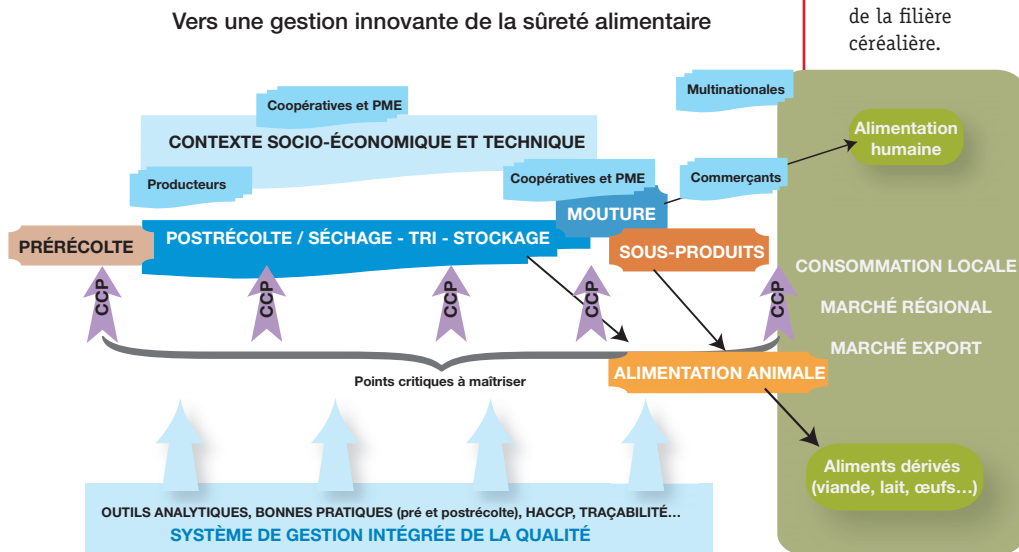 Vers une gestion innovante de la sûreté alimentaire
de la filière
céréalière.
Multinationales
Coopératives et PME
CONTEXTE SOCIO-ÉCONOMIQUE ET TECHNIQUE
Alimentation
humaine
Producteurs
Coopératives et PME
Commerçants
MOUTURE
PRÉRÉCOLTE
POSTRÉCOLTE / SÉCHAGE - TRI - STOCKAGE
SOUS-PRODUITS
CCP
CCP
CCP
CCP
CCP
CONSOMMATION LOCALE
MARCHÉ RÉGIONAL
MARCHÉ EXPORT
Points critiques à maîtriser
ALIMENTATION ANIMALE
Aliments dérivés
(viande, lait, œufs…)
OUTILS ANALYTIQUES, BONNES PRATIQUES (pré et postrécolte), HACCP, TRAÇABILITÉ…
SYSTÈME DE GESTION INTÉGRÉE DE LA QUALITÉ